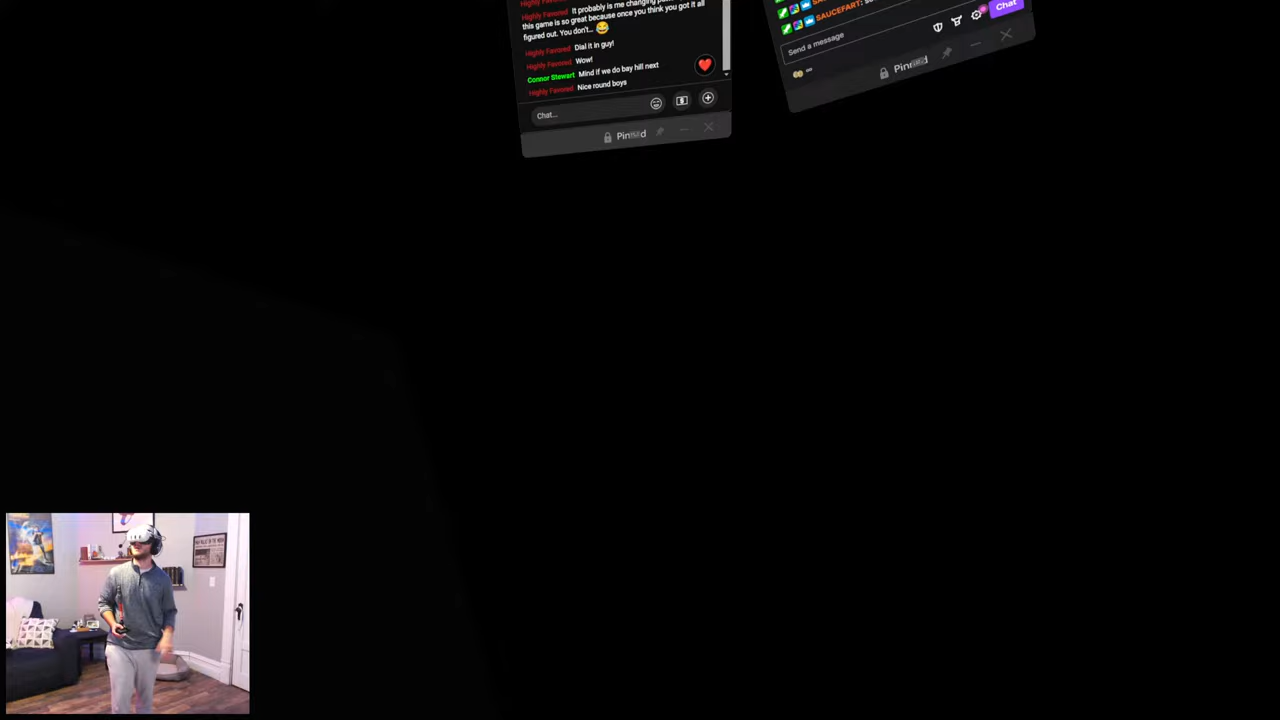 Highly Favored
Highly Favored It probably is me changing
this game is so great because once you think you got it all
figured out. You don't...
Highly Favored Dial it in guy!
Highly Favored Wow!
Connor Stewart Mind if we do bay hill next
Highly Favored Nice round boys
Chat...
SAUCEFART:
Send a message
Chat